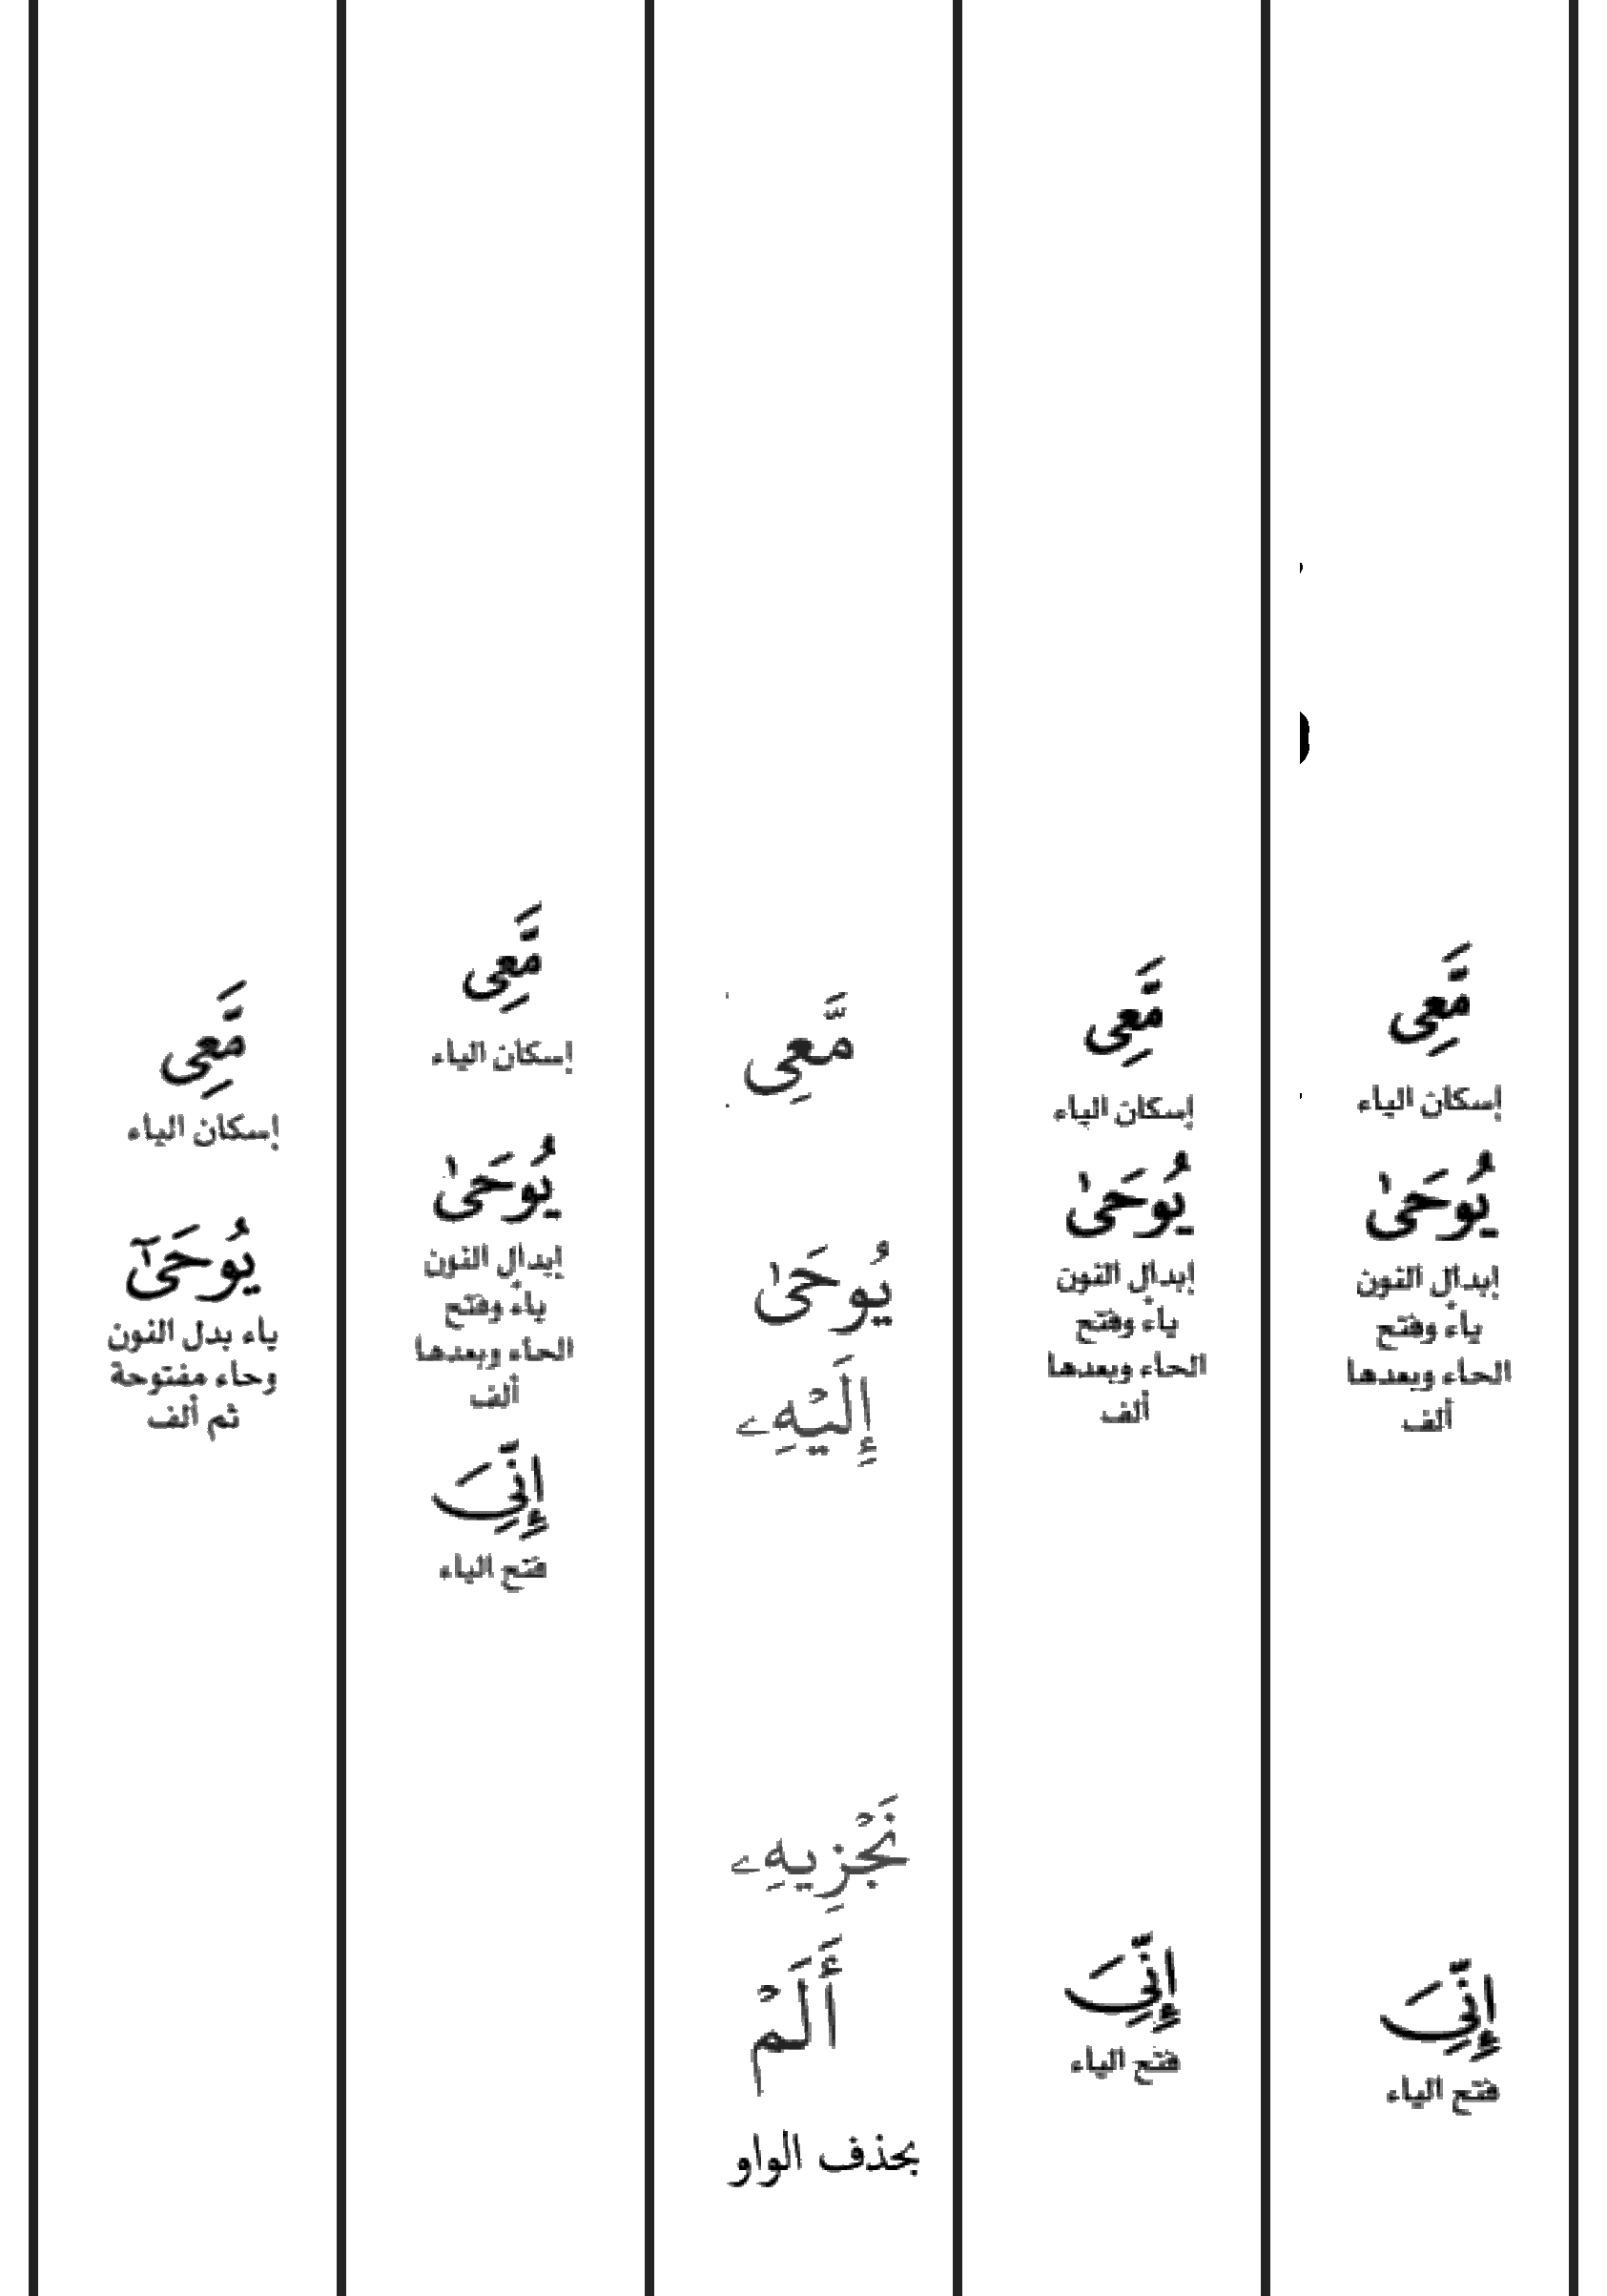 مَّعِى
إسكان الياء
يُوحَىٰ
إبدال النون
ياء وفتح
الحاء وبعدها
ألف
إِنِّىَ
فتح الياء
مَّعِى
إسكان الياء
يُوحَىٰ
إبدال النون
ياء وفتح
الحاء وبعدها
ألف
إِنِّىَ
فتح الياء
مَّعِى
يُوحَىٰ
إِلَيْهِۦ
نَجْزِيهِۦ
أَلَمْ
بحذف الواو
مَّعِى
إسكان الياء
يُوحَىٰ
إبدال النون
ياء وفتح
الحاء وبعدها
ألف
إِنِّىَ
فتح الياء
مَّعِى
إسكان الياء
يُوحَىٰٓ
ياء بدل النون
وحاء مفتوحة
ثم ألف